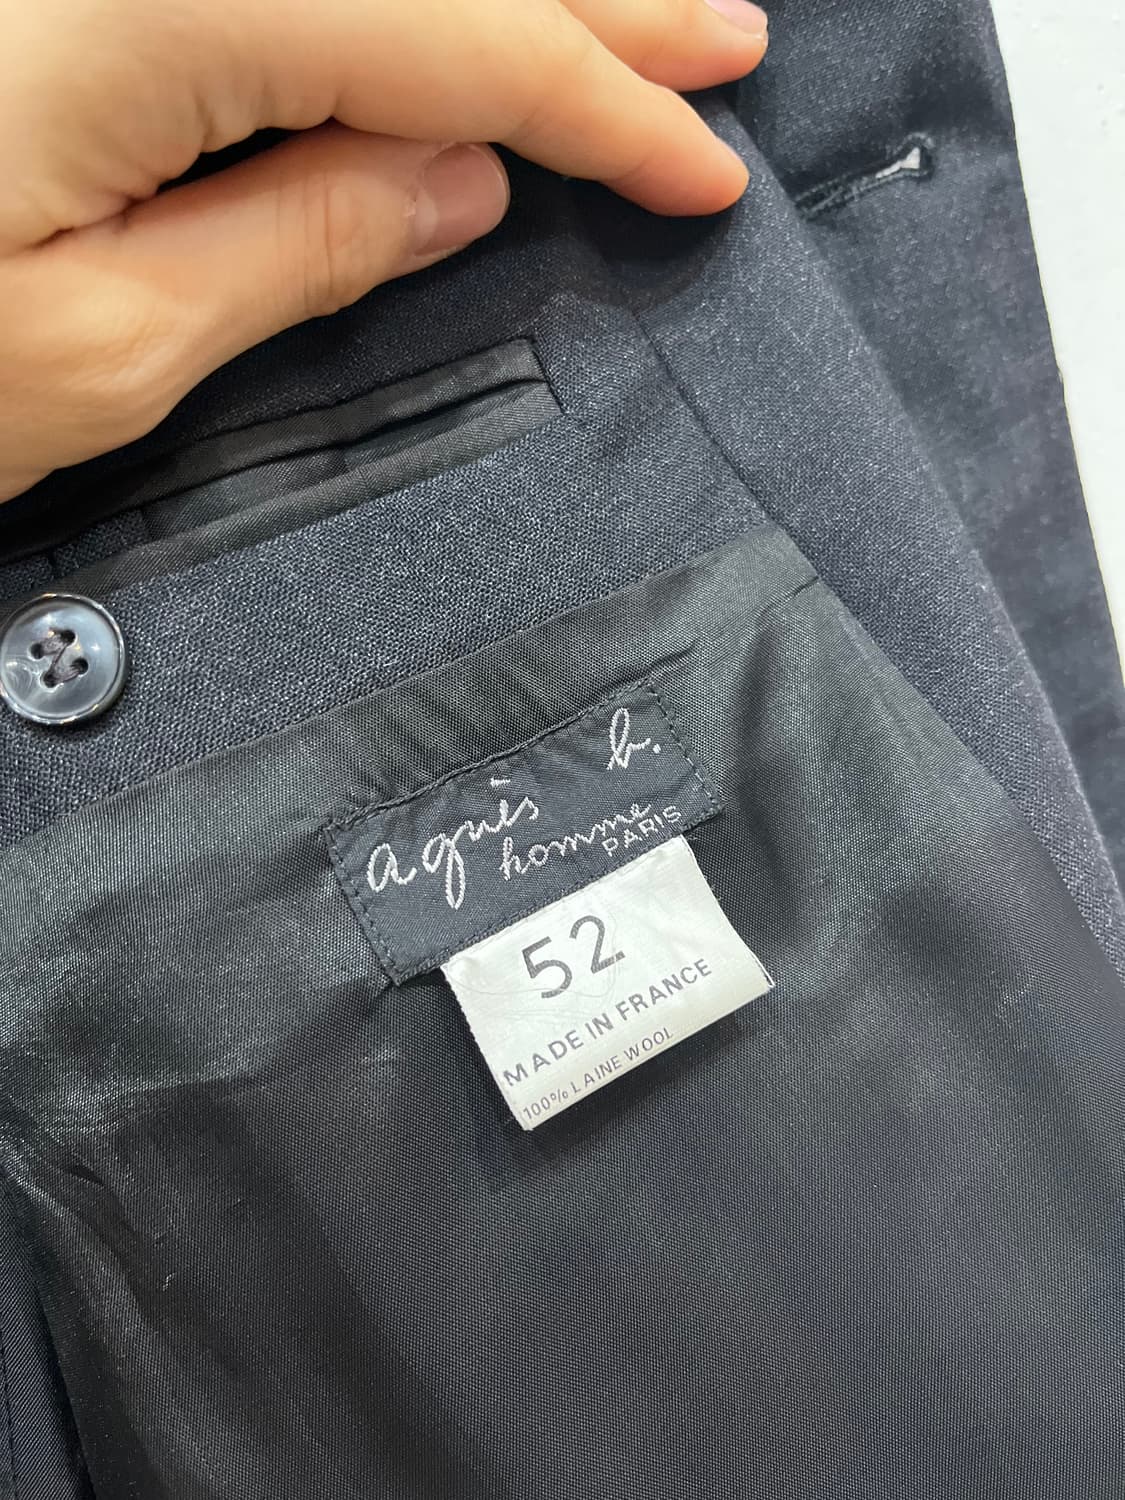 agnès b.
homme
PARIS
52
MADE IN FRANCE
100% LAINE WOOL